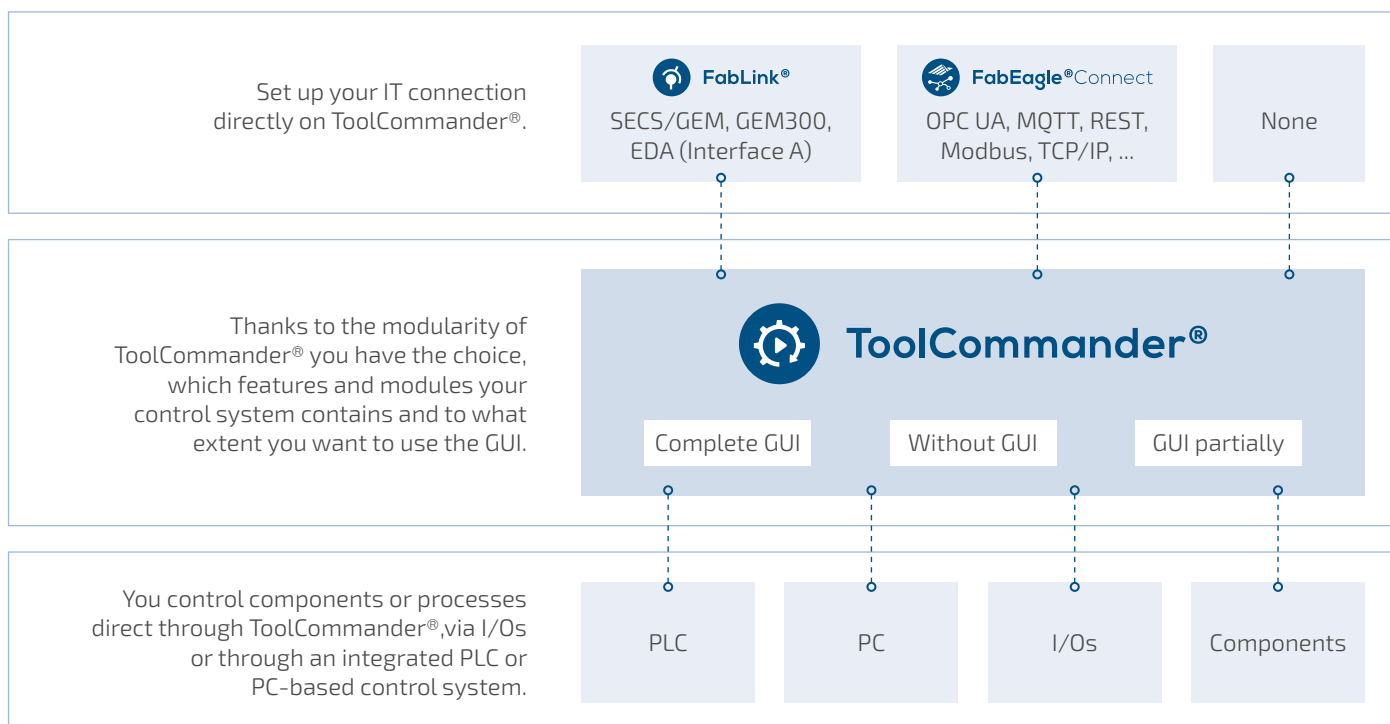 Set up your IT connection
directly on ToolCommander®.
FabLink®
SECS/GEM, GEM300,
EDA (Interface A)
FabEagle®Connect
OPC UA, MQTT, REST,
Modbus, TCP/IP, ...
None
Thanks to the modularity of
ToolCommander® you have the choice,
which features and modules your
control system contains and to what
extent you want to use the GUI.
ToolCommander®
Complete GUI
Without GUI
GUI partially
You control components or processes
direct through ToolCommander®,via I/Os
or through an integrated PLC or
PC-based control system.
PLC
PC
I/Os
Components